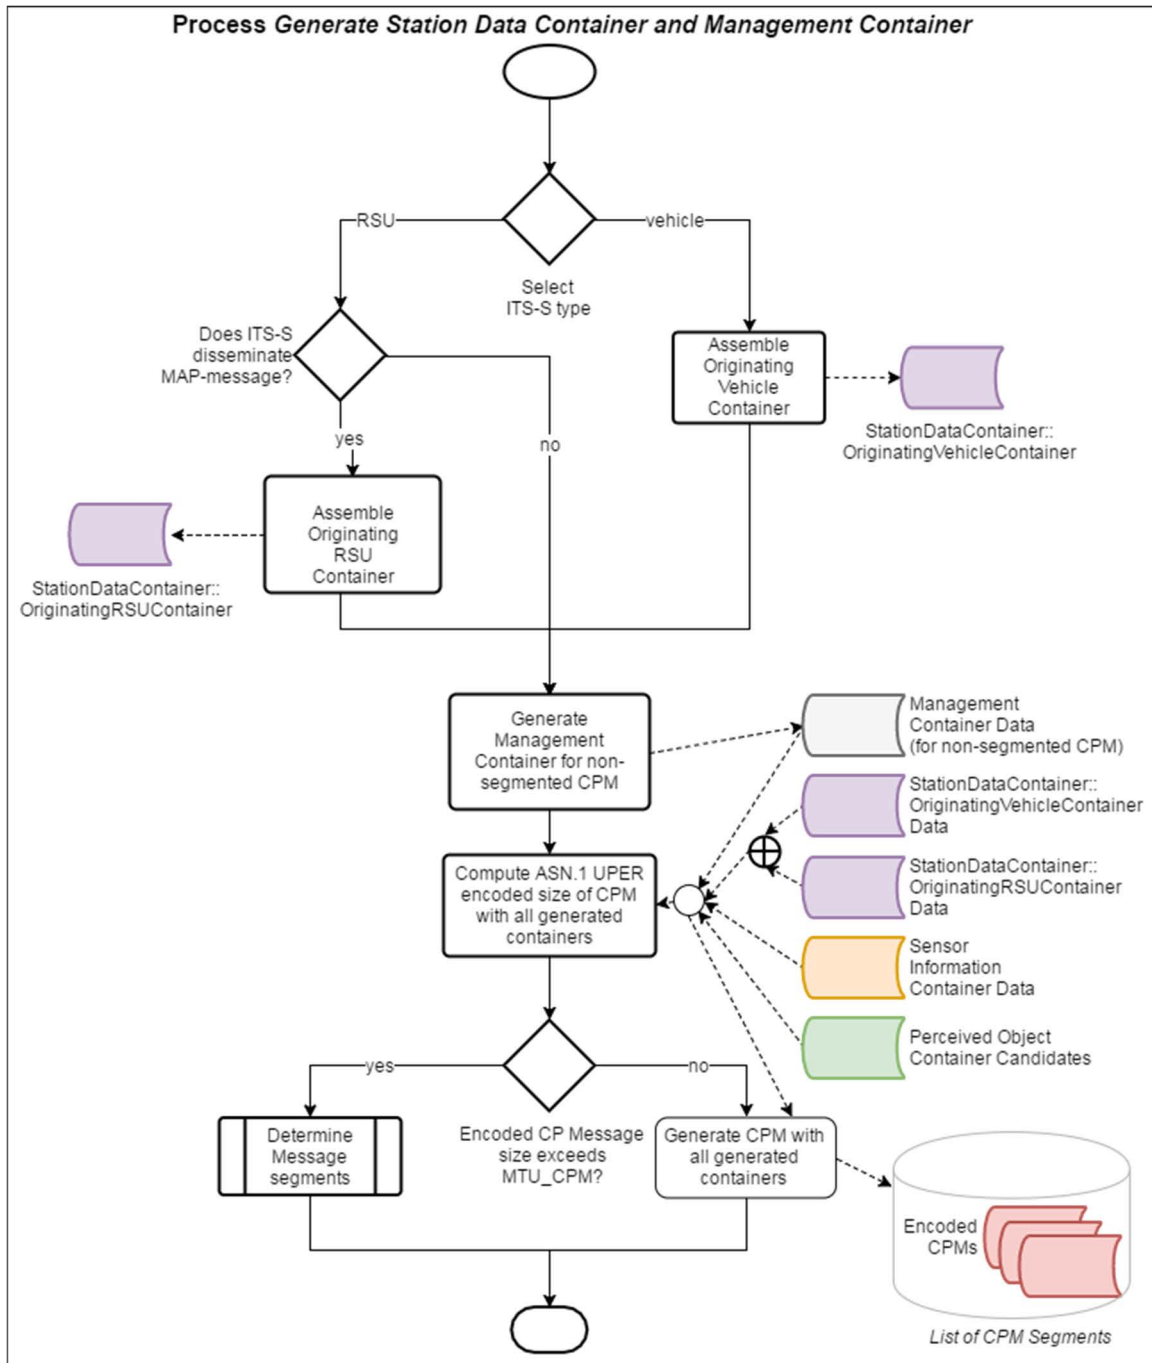 Process Generate Station Data Container and Management Container
RSU
vehicle
Select
ITS-S type
Does ITS-S
disseminate
MAP-message?
Assemble
Originating
Vehicle
Container
StationDataContainer::
OriginatingVehicleContainer
yes
no
Assemble
Originating
RSU
Container
StationDataContainer::
OriginatingRSUContainer
Generate
Management
Container for non-
segmented CPM
Management
Container Data
(for non-segmented CPM)
StationDataContainer::
OriginatingVehicleContainer
Data
StationDataContainer::
OriginatingRSUContainer
Data
Compute ASN.1 UPER
encoded size of CPM
with all generated
containers
Sensor
Information
Container Data
Perceived Object
Container Candidates
yes
no
Determine
Message
segments
Encoded CP Message
size exceeds
MTU_CPM?
Generate CPM with
all generated
containers
Encoded
CPMs
List of CPM Segments